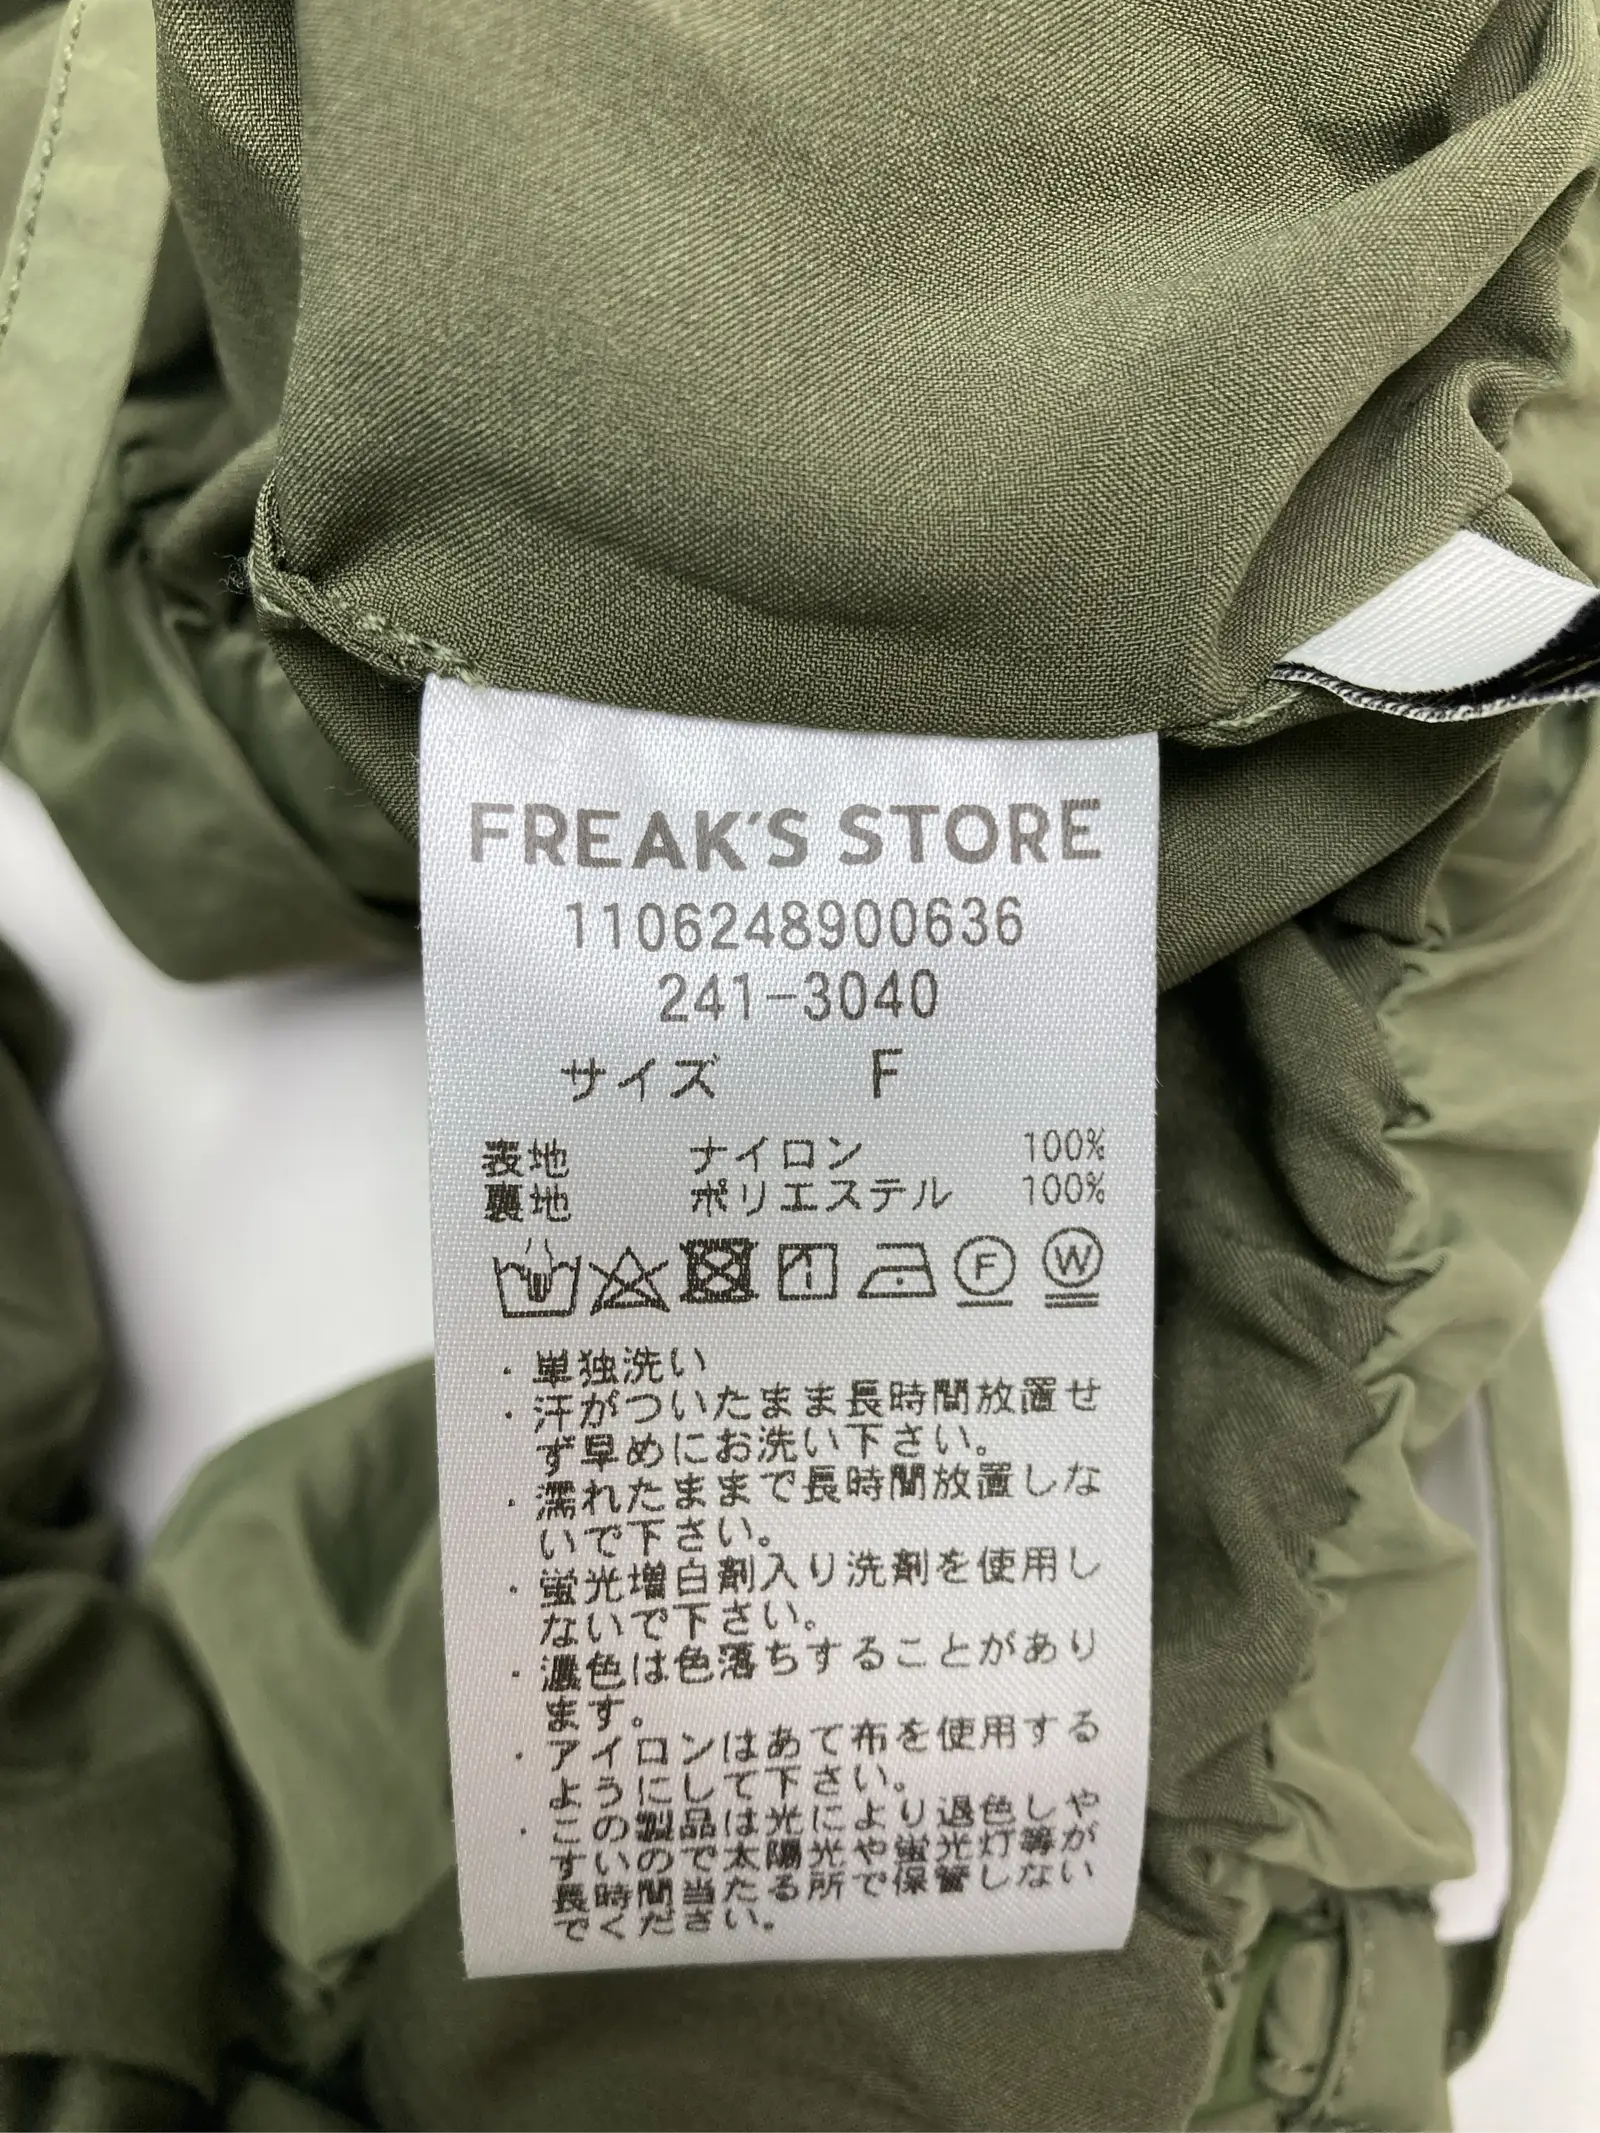 FREAK'S STORE
1106248900636
241-3040
サイズ F
表地 ナイロン 100%
裏地 ポリエステル 100%
F W
・単独洗い
・汗がついたまま長時間放置せ
ず早めにお洗い下さい。
・濡れたままで長時間放置しな
いで下さい。
・蛍光増白剤入り洗剤を使用し
ないで下さい。
・濃色は色落ちすることがあり
ます。
・アイロンはあて布を使用する
ようにして下さい。
・この製品は光により退色しや
すいので太陽光や蛍光灯等が
長時間当たる所で保管しない
でください。